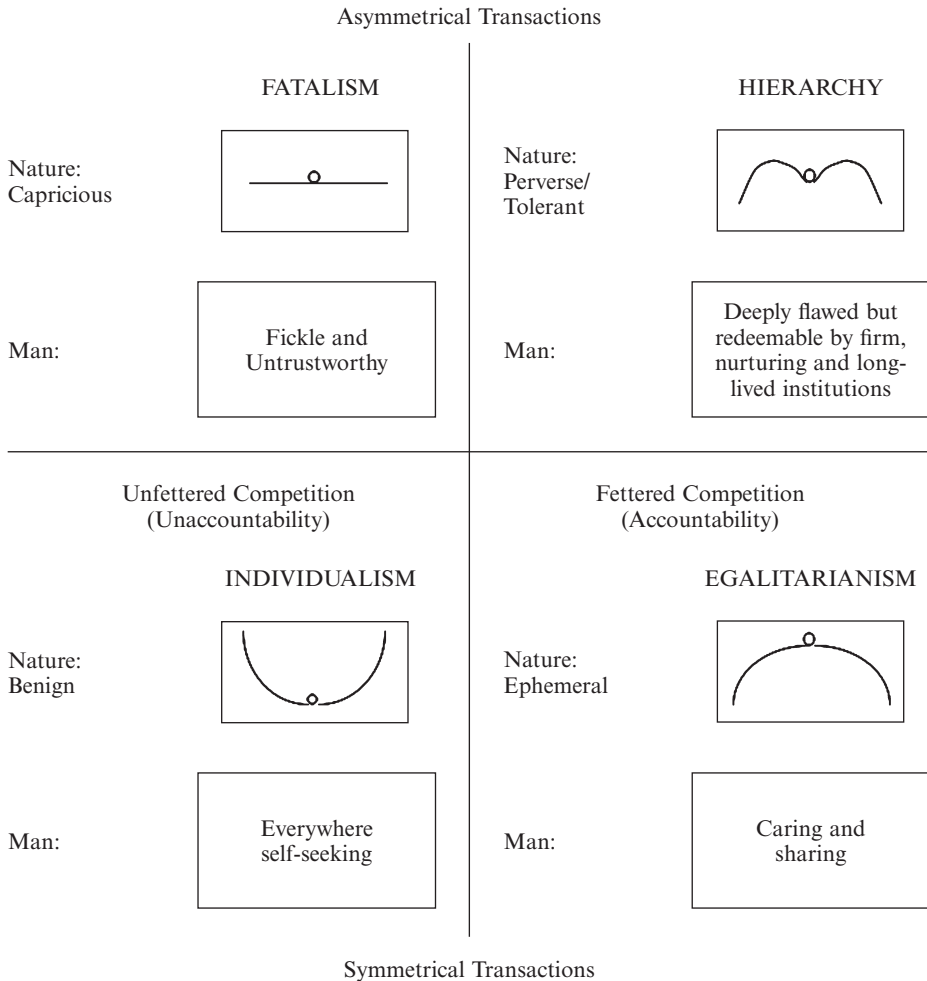 Asymmetrical Transactions
FATALISM
Nature:
Capricious
Man:
Fickle and
Untrustworthy
HIERARCHY
Nature:
Perverse/
Tolerant
Man:
Deeply flawed but
redeemable by firm,
nurturing and long-
lived institutions
Unfettered Competition
(Unaccountability)
Fettered Competition
(Accountability)
INDIVIDUALISM
Nature:
Benign
Man:
Everywhere
self-seeking
EGALITARIANISM
Nature:
Ephemeral
Man:
Caring and
sharing
Symmetrical Transactions